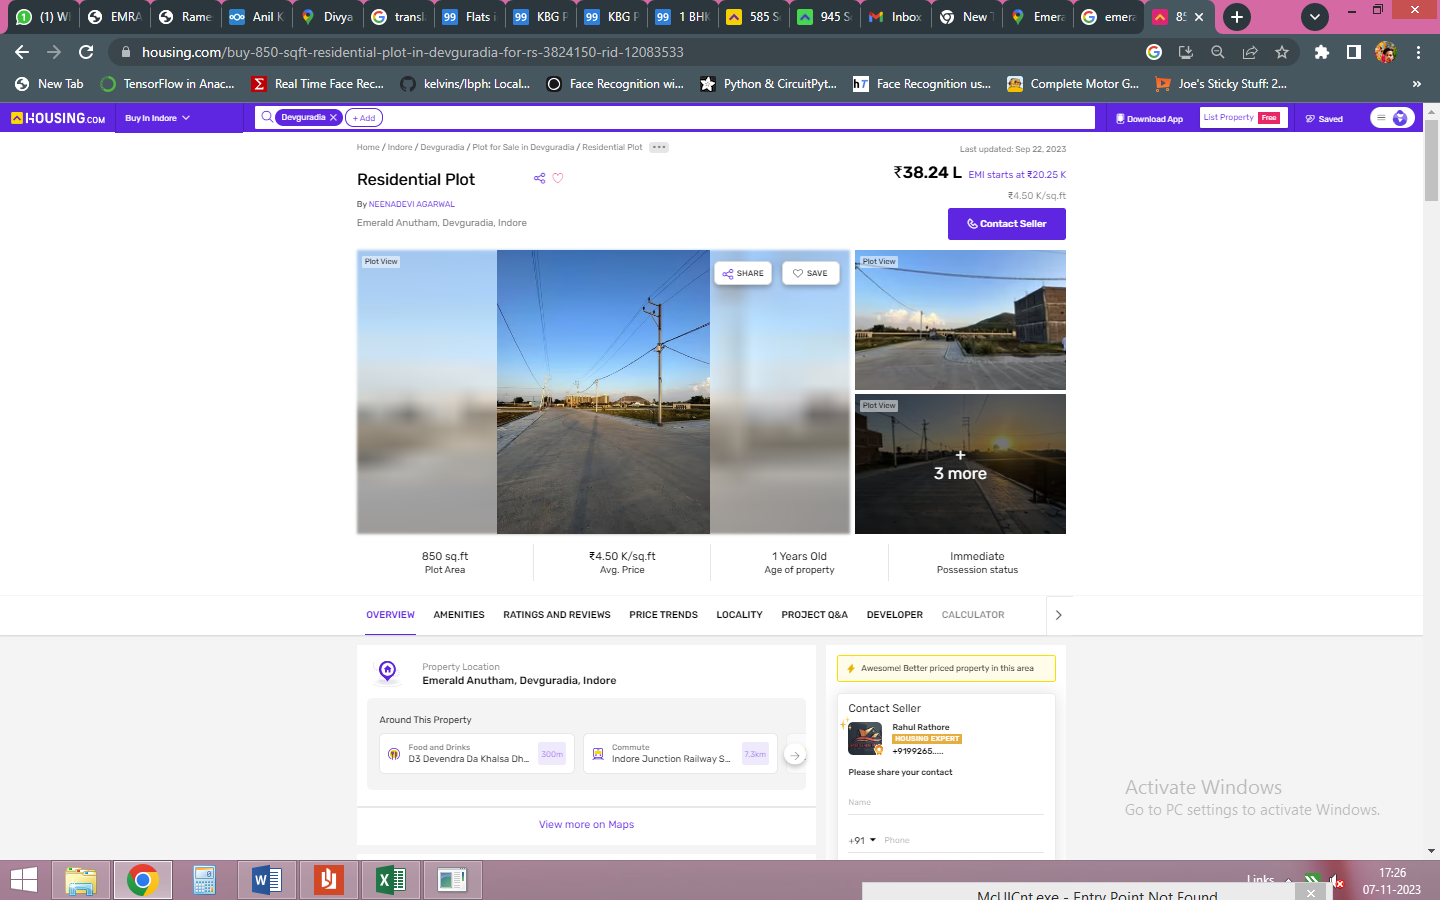 (1) W
EMRA
Rame
Anil K
Divya
transl
Flats i
KBG P
KBG P
1 BHK
585 S
945 S
Inbox
New T
Emera
emera
85
housing.com/buy-850-sqft-residential-plot-in-devguradia-for-rs-3824150-rid-12083533
New Tab
TensorFlow in Anac...
Real Time Face Rec...
kelvins/lbph: Local...
Face Recognition wi...
Python & CircuitPyt...
Face Recognition us...
Complete Motor G...
Joe's Sticky Stuff: 2...
»
HOUSING.COM
Buy In Indore
Devguradia
+ Add
Download App
List Property Free
Saved
Home / Indore / Devguradia / Plot for Sale in Devguradia / Residential Plot
Last updated: Sep 22, 2023
Residential Plot
₹38.24 L EMI starts at ₹20.25 K
₹4.50 K/sq.ft
By NEENADEVI AGARWAL
Emerald Anutham, Devguradia, Indore
Contact Seller
Plot View
SHARE
SAVE
Plot View
Plot View
+
3 more
850 sq.ft
Plot Area
₹4.50 K/sq.ft
Avg. Price
1 Years Old
Age of property
Immediate
Possession status
OVERVIEW
AMENITIES
RATINGS AND REVIEWS
PRICE TRENDS
LOCALITY
PROJECT Q&A
DEVELOPER
CALCULATOR
Property Location
Emerald Anutham, Devguradia, Indore
Around This Property
Food and Drinks
D3 Devendra Da Khalsa Dh...
300m
Commute
Indore Junction Railway S...
7.3km
View more on Maps
Awesome! Better priced property in this area
Contact Seller
Rahul Rathore
HOUSING EXPERT
+9199265.....
Please share your contact
Name
+91
Phone
Activate Windows
Go to PC settings to activate Windows.
Links
17:26
07-11-2023
McUICnt.exe - Entry Point Not Found